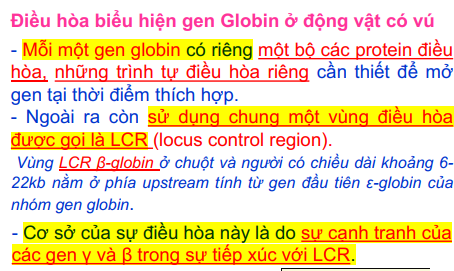 Điều hòa biểu hiện gen Globin ở động vật có vú
- Mỗi một gen globin có riêng một bộ các protein điều
hòa, những trình tự điều hòa riêng cần thiết để mở
gen tại thời điểm thích hợp.
- Ngoài ra còn sử dụng chung một vùng điều hòa
được gọi là LCR (locus control region).
Vùng LCR β-globin ở chuột và người có chiều dài khoảng 6-
22kb nằm ở phía upstream tính từ gen đầu tiên ε-globin của
nhóm gen globin.
- Cơ sở của sự điều hòa này là do sự cạnh tranh của
các gen γ và β trong sự tiếp xúc với LCR.